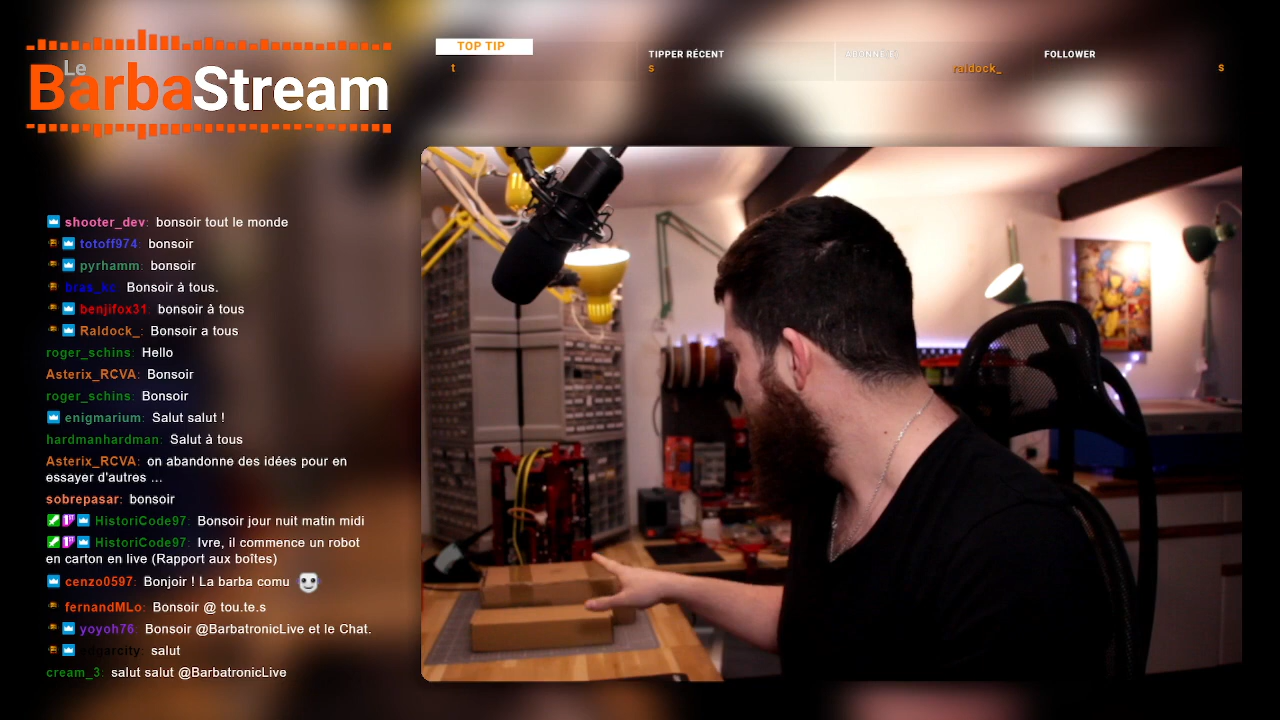 Le
BarbaStream
TOP TIP
t
TIPPER RÉCENT
s
raldock_
FOLLOWER
s
shooter_dev: bonsoir tout le monde
totoff974: bonsoir
pyrhamm: bonsoir
bras_kc: Bonsoir à tous.
benjifox31: bonsoir à tous
Raldock_: Bonsoir a tous
roger_schins: Hello
Asterix_RCVA: Bonsoir
roger_schins: Bonsoir
enigmarium: Salut salut !
hardmanhardman: Salut à tous
Asterix_RCVA: on abandonne des idées pour en
essayer d'autres ...
sobrepasar: bonsoir
HistoriCode97: Bonsoir jour nuit matin midi
HistoriCode97: Ivre, il commence un robot
en carton en live (Rapport aux boîtes)
cenzo0597: Bonjoir ! La barba comu
fernandMLo: Bonsoir @ tou.te.s
yoyoh76: Bonsoir @BarbatronicLive et le Chat.
edgarcity: salut
cream_3: salut salut @BarbatronicLive